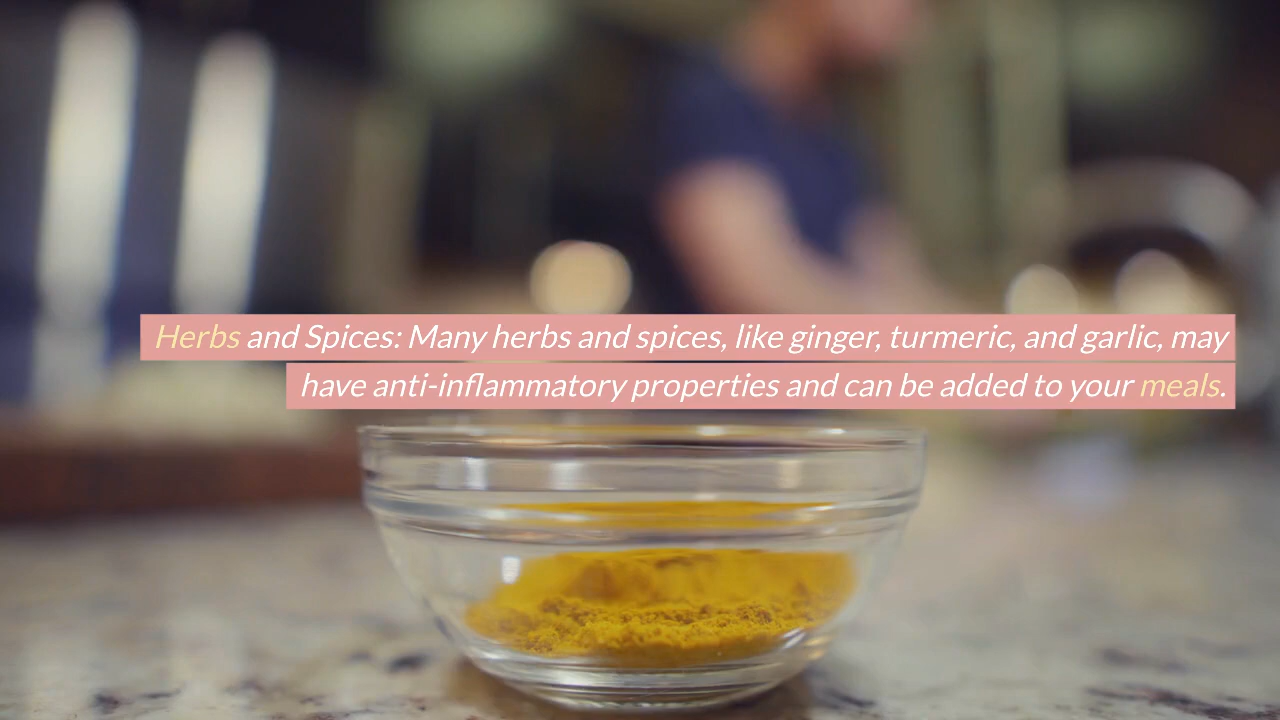 Herbs and Spices: Many herbs and spices, like ginger, turmeric, and garlic, may
have anti-inflammatory properties and can be added to your meals.